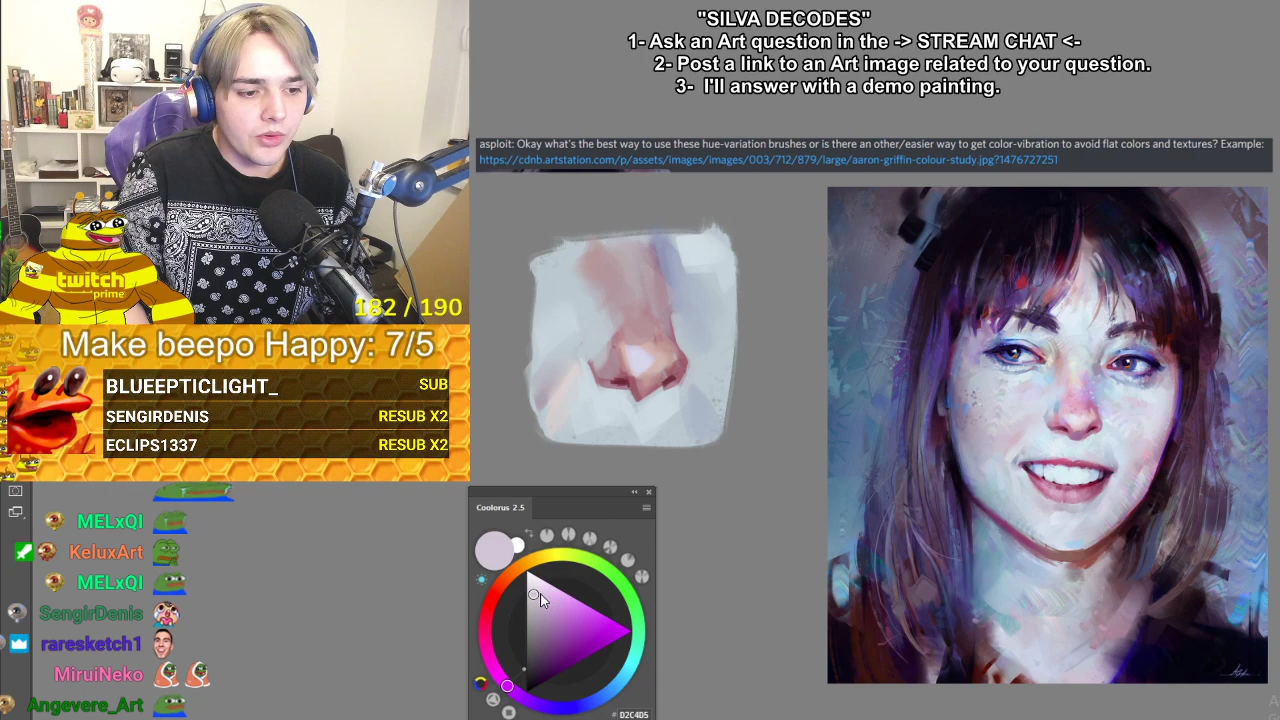 "SILVA DECODES"
1- Ask an Art question in the -> STREAM CHAT <-
2- Post a link to an Art image related to your question.
3- I'll answer with a demo painting.
asploit: Okay what's the best way to use these hue-variation brushes or is there an other/easier way to get color-vibration to avoid flat colors and textures? Example:
https://cdnb.artstation.com/p/assets/images/images/003/712/879/large/aaron-griffin-colour-study.jpg?1476727251
twitch
prime
182 / 190
Make beepo Happy: 7/5
BLUEEPTICLIGHT_ SUB
SENGIRDENIS RESUB X2
ECLIPS1337 RESUB X2
MELxQI
KeluxArt
MELxQI
SengirDenis
raresketch1
MiruiNeko
Angevere_Art
Coolorus 2.5
# D2C4D5